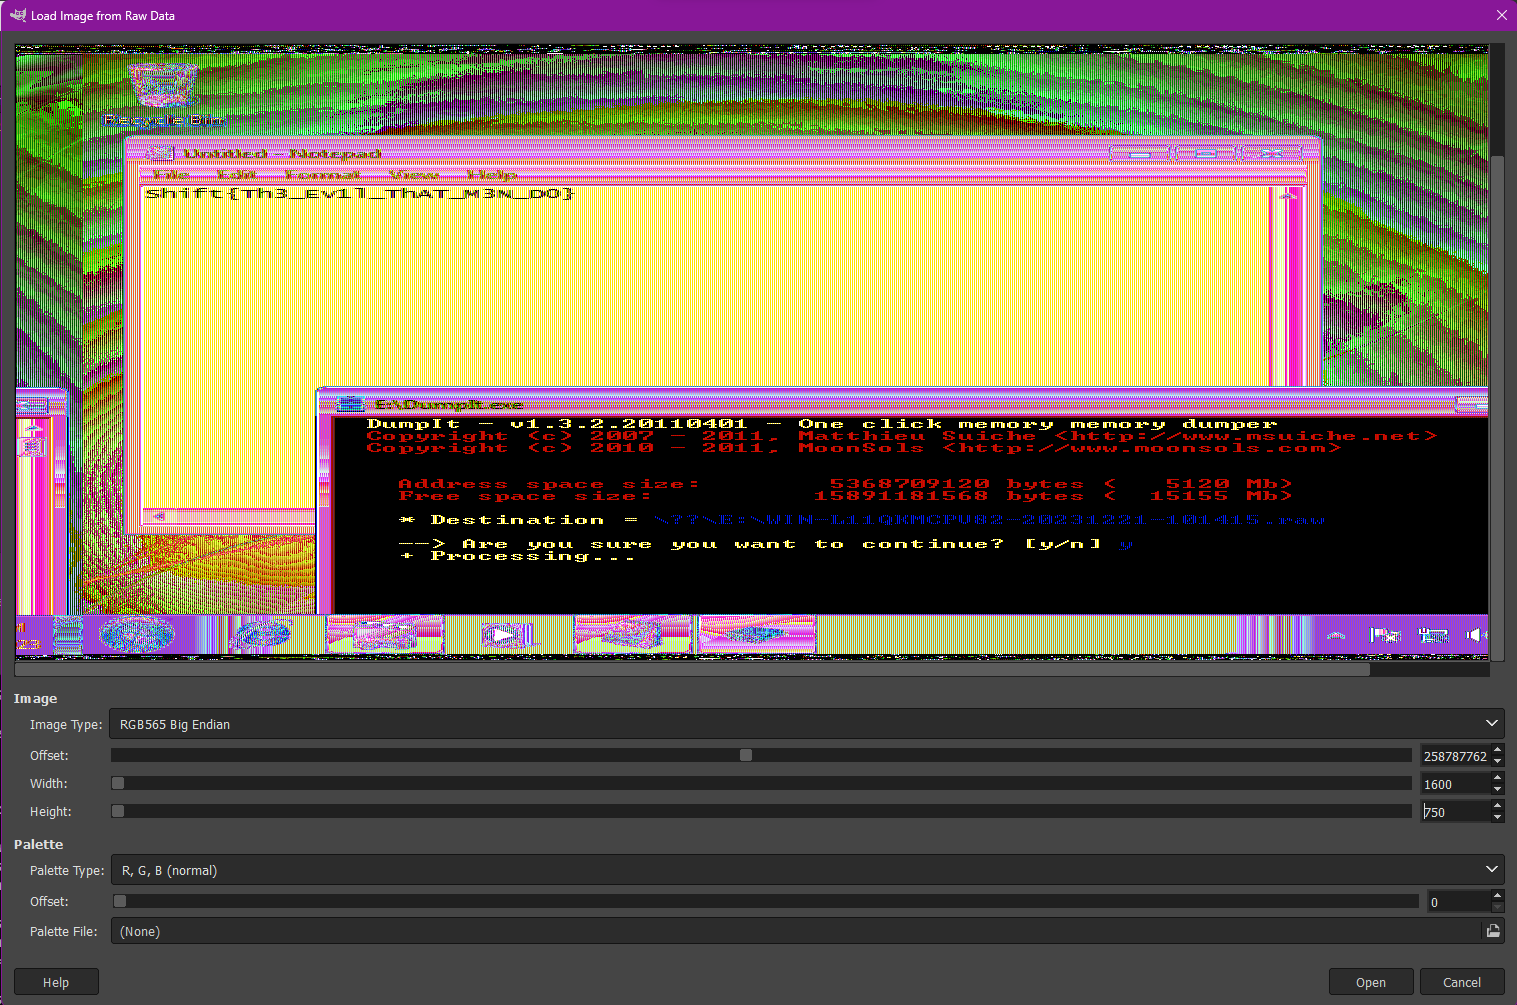 Load Image from Raw Data
Recycle Bin
Untitled - Notepad
File Edit Format View Help
Shift{Th3_Ev1l_ThAT_M3N_DO}
E:\DumpIt.exe
DumpIt - v1.3.2.20110401 - One click memory memory dumper
Copyright (c) 2007 - 2011, Matthieu Suiche <http://www.msuiche.net>
Copyright (c) 2010 - 2011, MoonSols <http://www.moonsols.com>
Address space size: 5368709120 bytes ( 5120 Mb)
Free space size: 15891181568 bytes ( 15155 Mb)
* Destination = \??\E:\WIN-L11QKMCPV82-20231221-101415.raw
--> Are you sure you want to continue? [y/n] y
+ Processing...
M
23
Image
Image Type: RGB565 Big Endian
Offset: 258787762
Width: 1600
Height: 750
Palette
Palette Type: R, G, B (normal)
Offset: 0
Palette File: (None)
Help Open Cancel